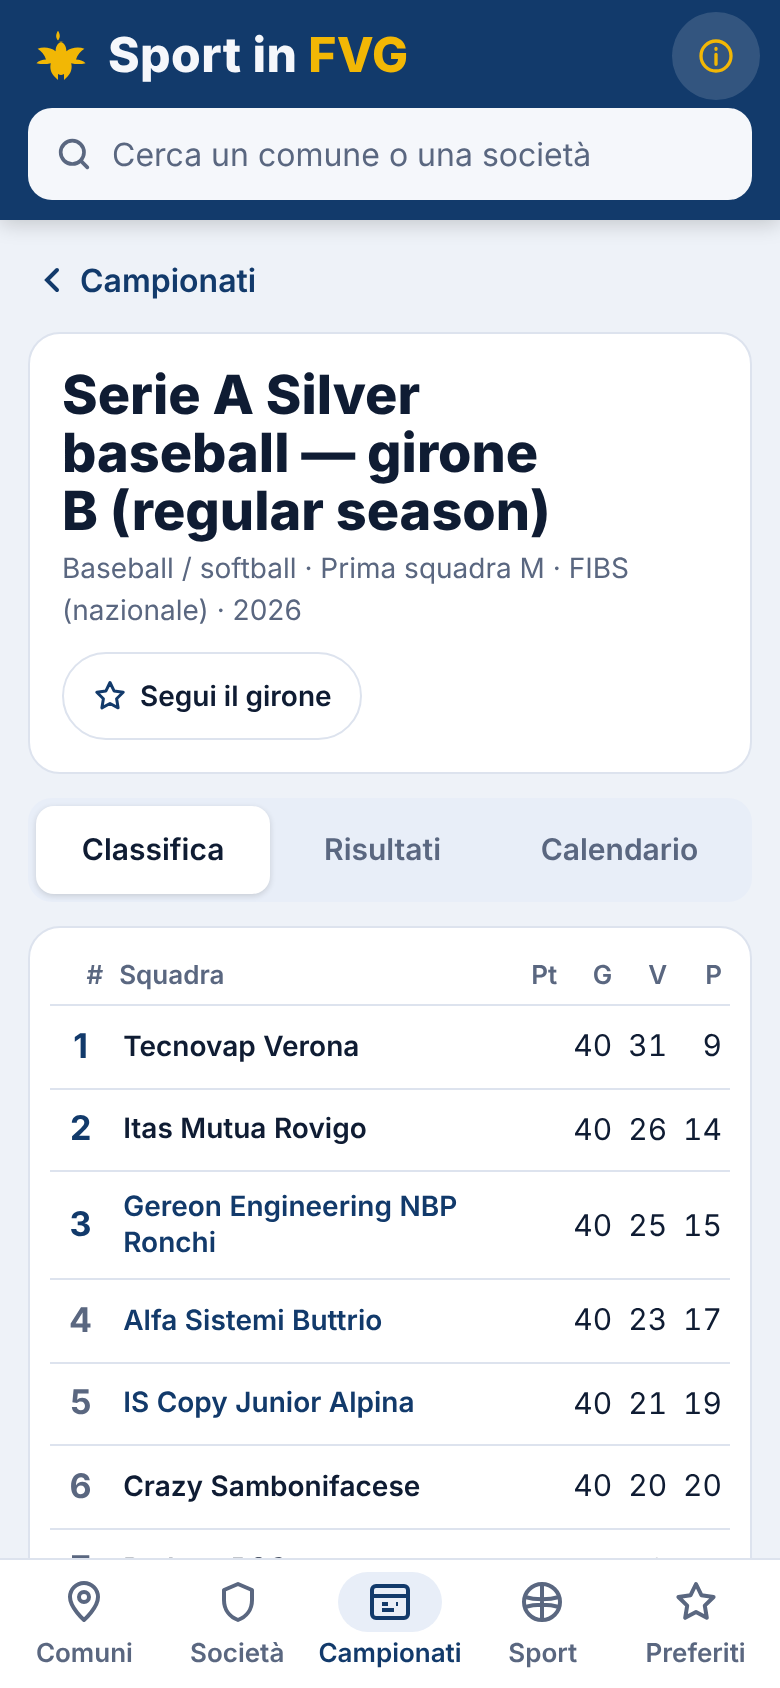 Sport in FVG
Cerca un comune o una società
Campionati
Serie A Silver
baseball — girone
B (regular season)
Baseball / softball · Prima squadra M · FIBS
(nazionale) · 2026
Segui il girone
Classifica Risultati Calendario
# Squadra Pt G V P
1 Tecnovap Verona 40 31 9
2 Itas Mutua Rovigo 40 26 14
3 Gereon Engineering NBP
Ronchi 40 25 15
4 Alfa Sistemi Buttrio 40 23 17
5 IS Copy Junior Alpina 40 21 19
6 Crazy Sambonifacese 40 20 20
Comuni Società Campionati Sport Preferiti